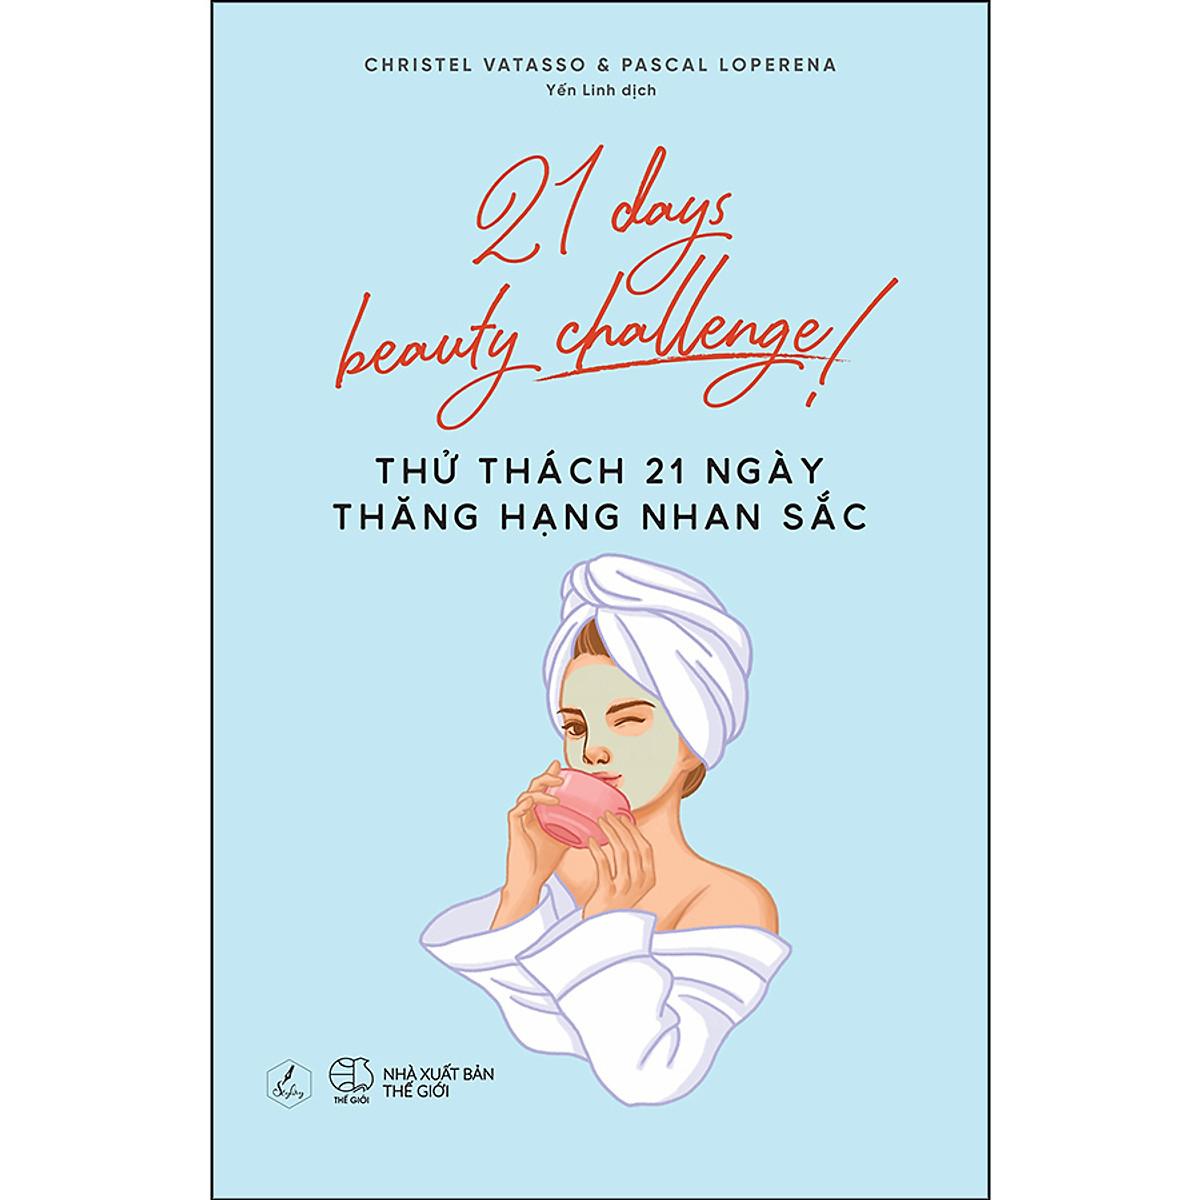 CHRISTEL VATASSO & PASCAL LOPERENA
Yến Linh dịch
21 days
beauty challenge!
THỬ THÁCH 21 NGÀY
THĂNG HẠNG NHAN SẮC
NHÀ XUẤT BẢN
THẾ GIỚI
THẾ GIỚI